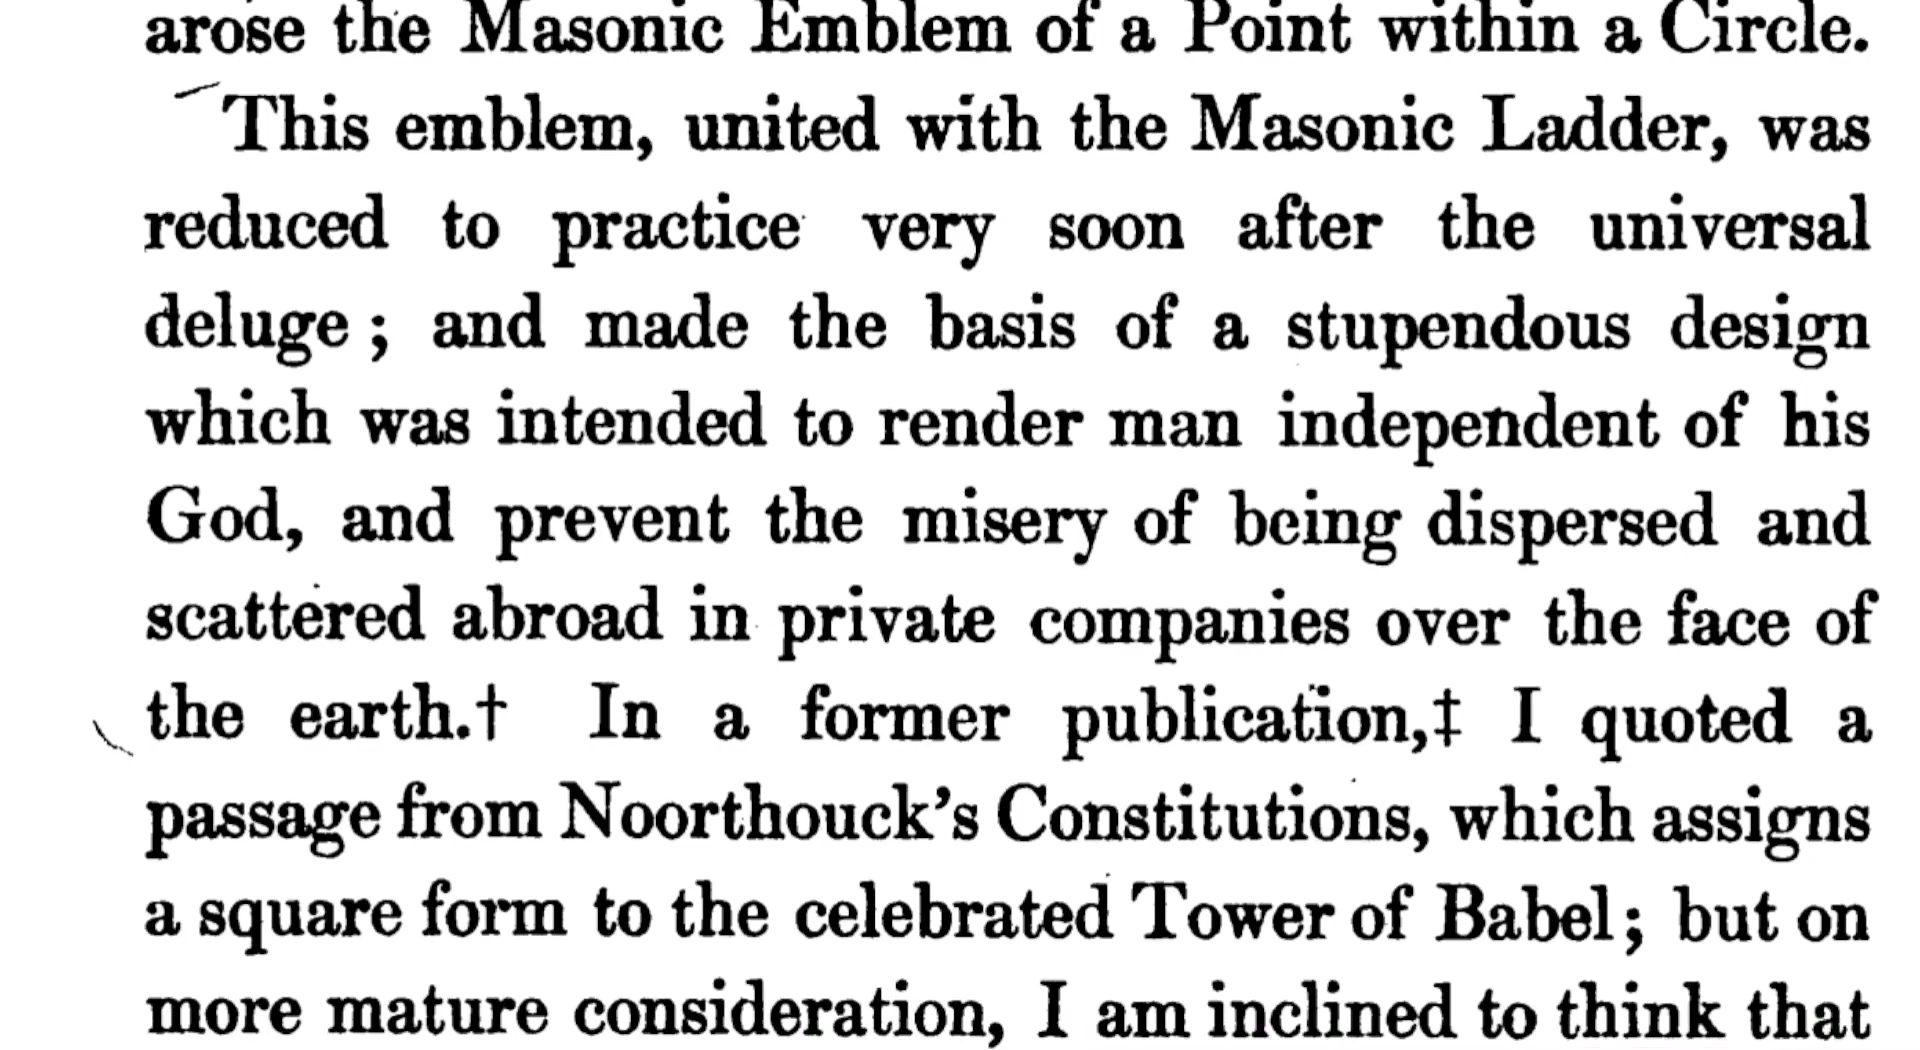 arose the Masonic Emblem of a Point within a Circle.
This emblem, united with the Masonic Ladder, was
reduced to practice very soon after the universal
deluge ; and made the basis of a stupendous design
which was intended to render man independent of his
God, and prevent the misery of being dispersed and
scattered abroad in private companies over the face of
the earth.† In a former publication,‡ I quoted a
passage from Noorthouck's Constitutions, which assigns
a square form to the celebrated Tower of Babel; but on
more mature consideration, I am inclined to think that